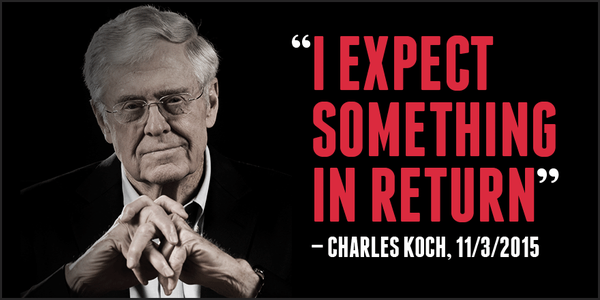 “I EXPECT
SOMETHING
IN RETURN”
– CHARLES KOCH, 11/3/2015